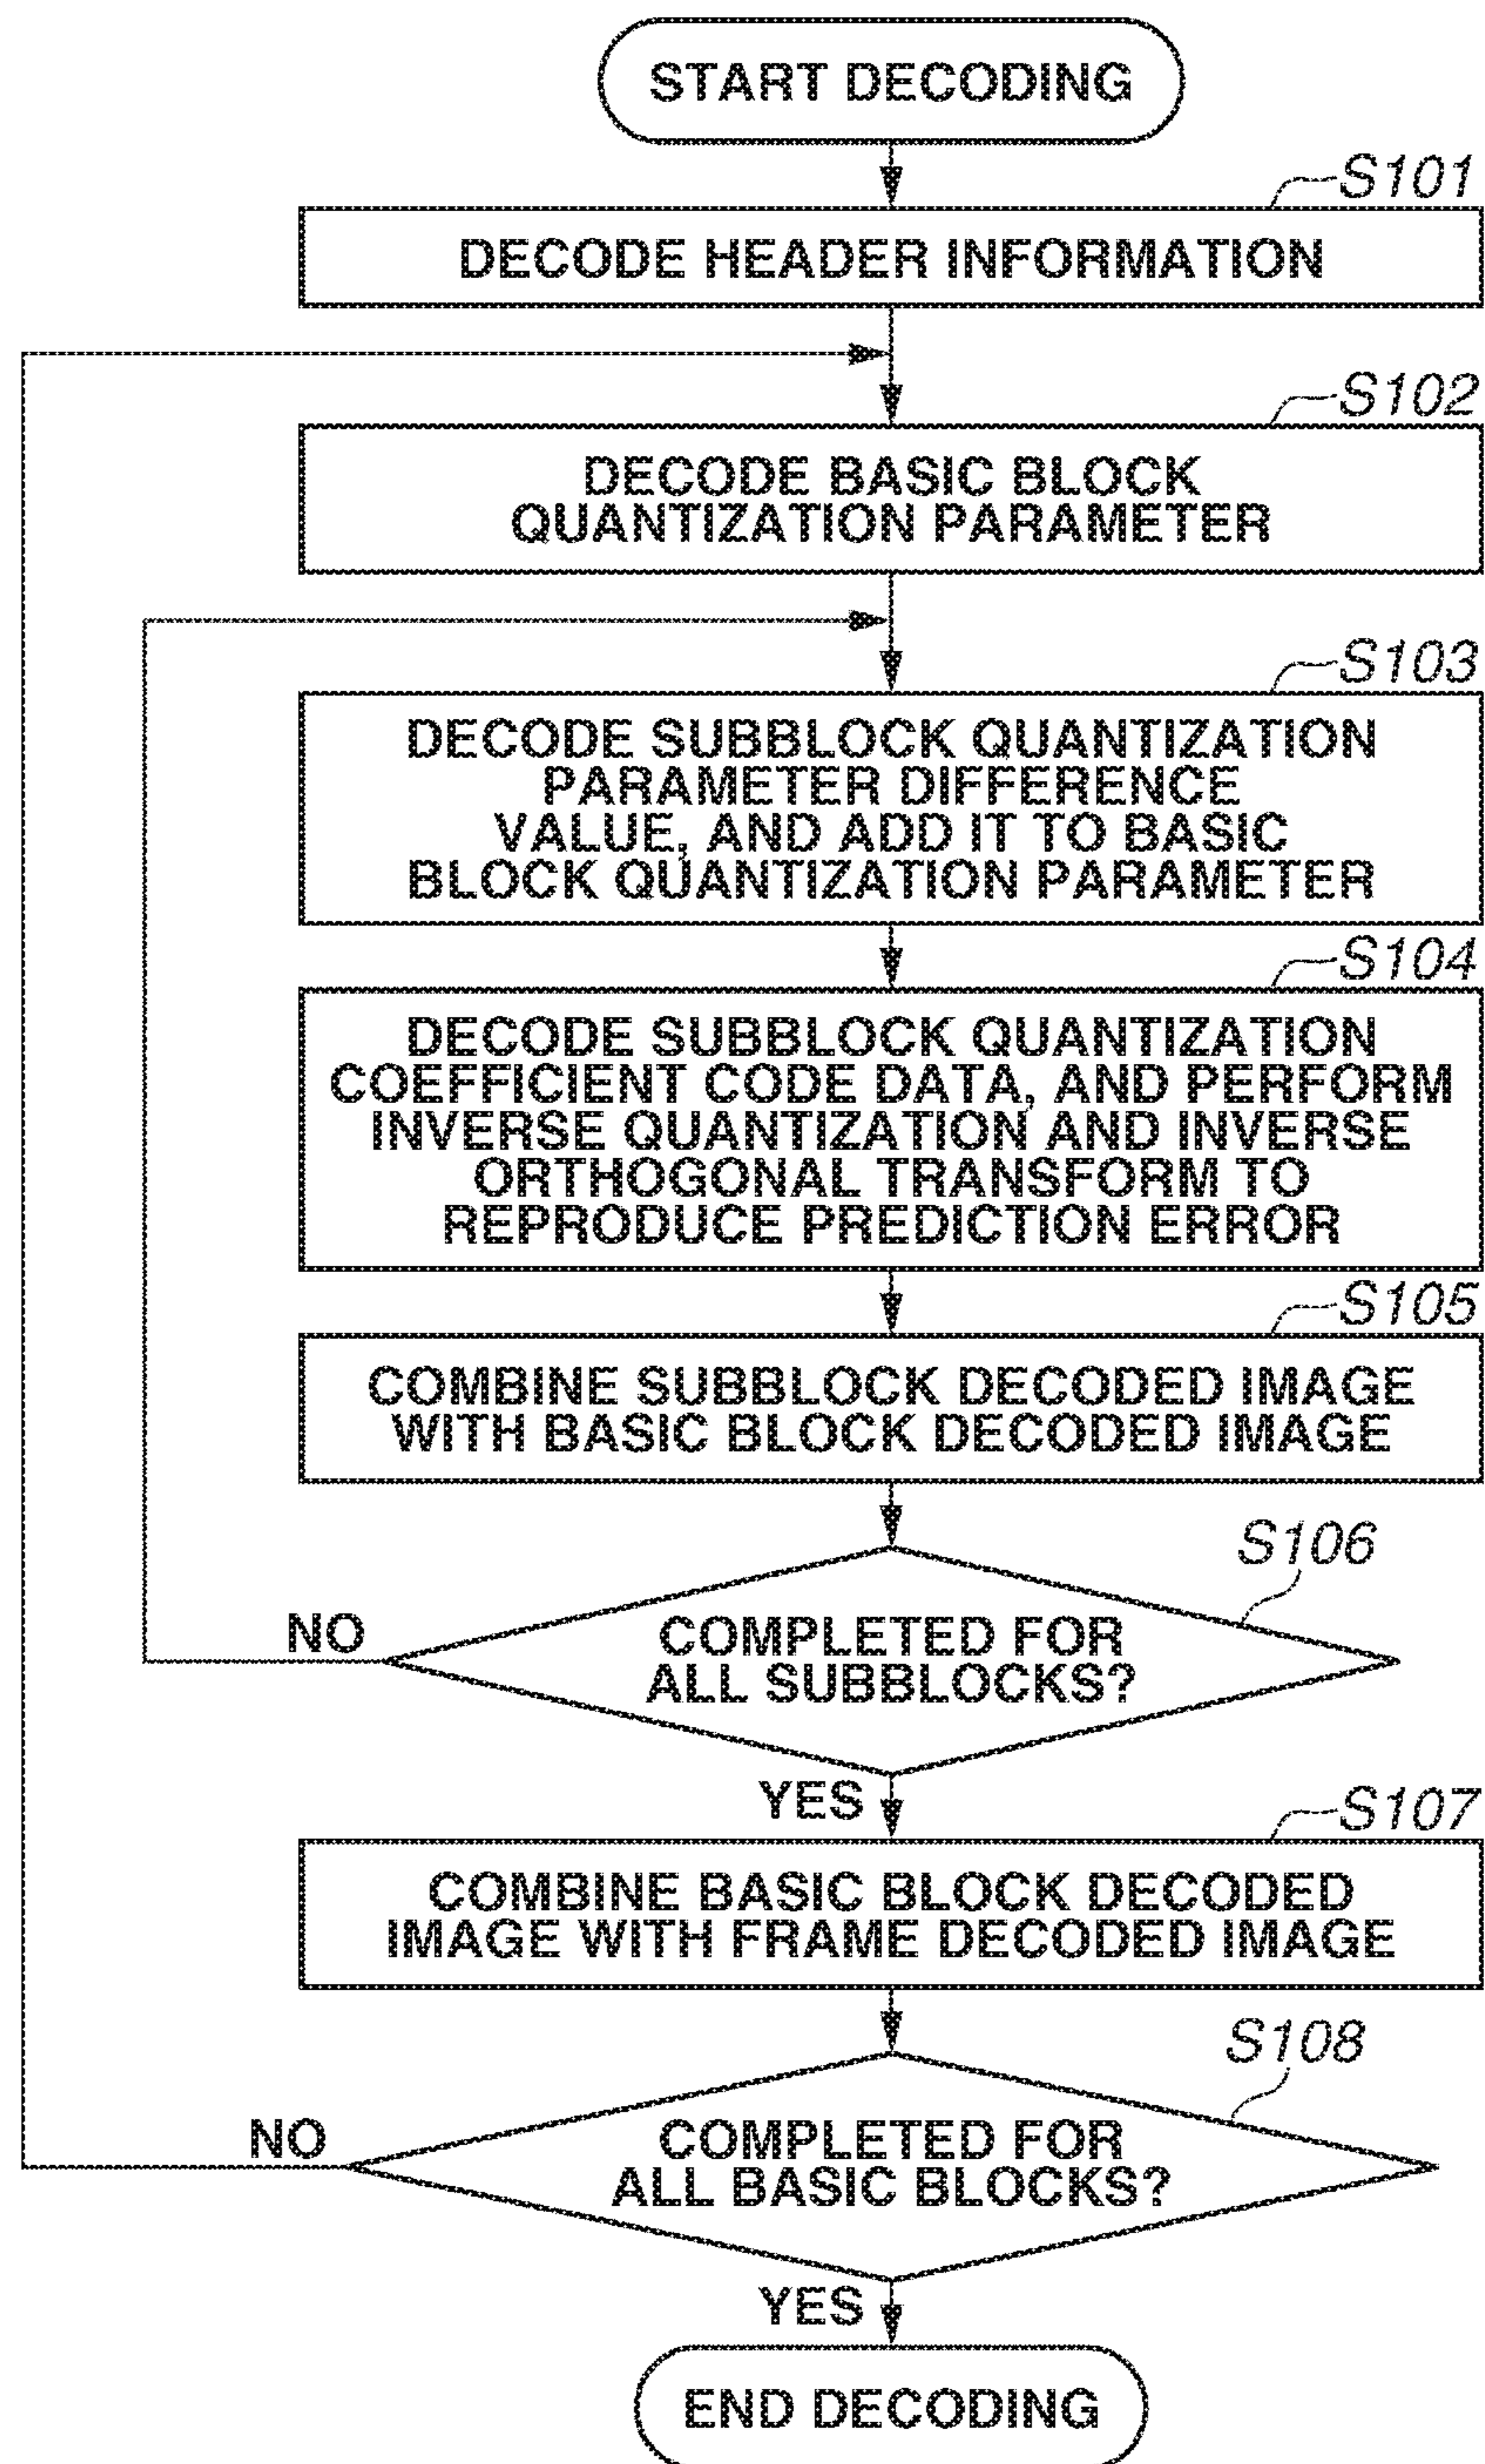 START DECODING
S101
DECODE HEADER INFORMATION
S102
DECODE BASIC BLOCK
QUANTIZATION PARAMETER
S103
DECODE SUBBLOCK QUANTIZATION
PARAMETER DIFFERENCE
VALUE, AND ADD IT TO BASIC
BLOCK QUANTIZATION PARAMETER
S104
DECODE SUBBLOCK QUANTIZATION
COEFFICIENT CODE DATA, AND PERFORM
INVERSE QUANTIZATION AND INVERSE
ORTHOGONAL TRANSFORM TO
REPRODUCE PREDICTION ERROR
S105
COMBINE SUBBLOCK DECODED IMAGE
WITH BASIC BLOCK DECODED IMAGE
S106
NO
COMPLETED FOR
ALL SUBBLOCKS?
YES
S107
COMBINE BASIC BLOCK DECODED
IMAGE WITH FRAME DECODED IMAGE
S108
NO
COMPLETED FOR
ALL BASIC BLOCKS?
YES
END DECODING